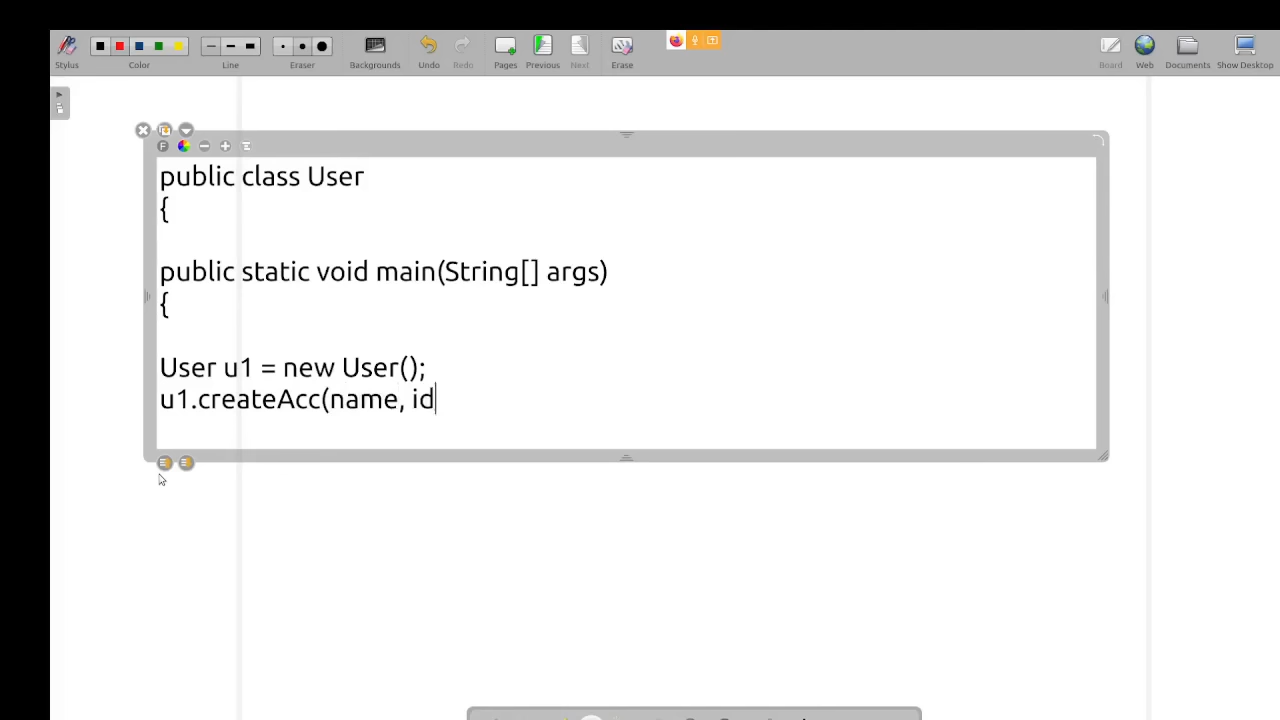 Stylus
Color
Line
Eraser
Backgrounds
Undo
Redo
Pages
Previous
Next
Erase
Board
Web
Documents
Show Desktop
F
public class User
{
public static void main(String[] args)
{
User u1 = new User();
u1.createAcc(name, id